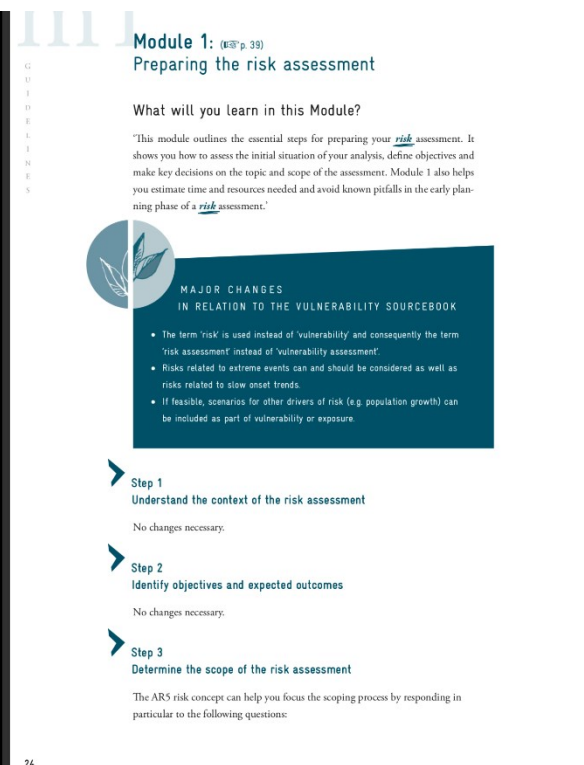 III
GUIDELINES
Module 1: (☞ p. 39)
Preparing the risk assessment
What will you learn in this Module?
'This module outlines the essential steps for preparing your risk assessment. It
shows you how to assess the initial situation of your analysis, define objectives and
make key decisions on the topic and scope of the assessment. Module 1 also helps
you estimate time and resources needed and avoid known pitfalls in the early plan-
ning phase of a risk assessment.'
MAJOR CHANGES
IN RELATION TO THE VULNERABILITY SOURCEBOOK
• The term 'risk' is used instead of 'vulnerability' and consequently the term
'risk assessment' instead of 'vulnerability assessment'.
• Risks related to extreme events can and should be considered as well as
risks related to slow onset trends.
• If feasible, scenarios for other drivers of risk (e.g. population growth) can
be included as part of vulnerability or exposure.
Step 1
Understand the context of the risk assessment
No changes necessary.
Step 2
Identify objectives and expected outcomes
No changes necessary.
Step 3
Determine the scope of the risk assessment
The AR5 risk concept can help you focus the scoping process by responding in
particular to the following questions:
26